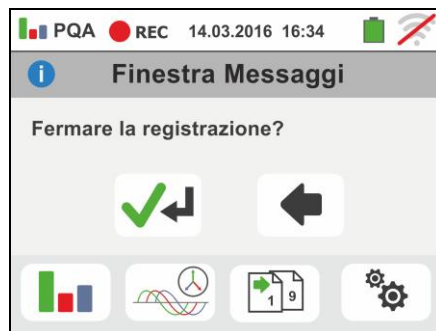 PQA REC 14.03.2016 16:34
Finestra Messaggi
Fermare la registrazione?
1 9